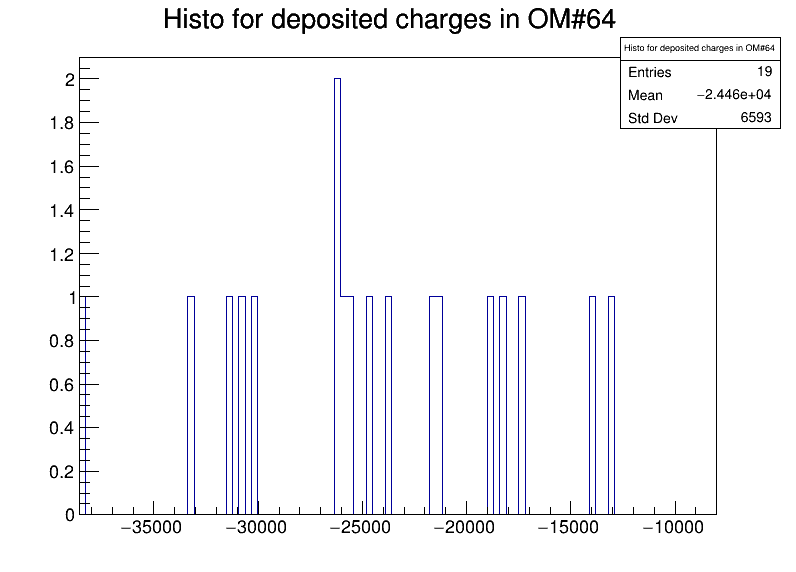 Histo for deposited charges in OM#64
Histo for deposited charges in OM#64
Entries 19
Mean −2.446e+04
Std Dev 6593
2
1.8
1.6
1.4
1.2
1
0.8
0.6
0.4
0.2
0
−35000 −30000 −25000 −20000 −15000 −10000